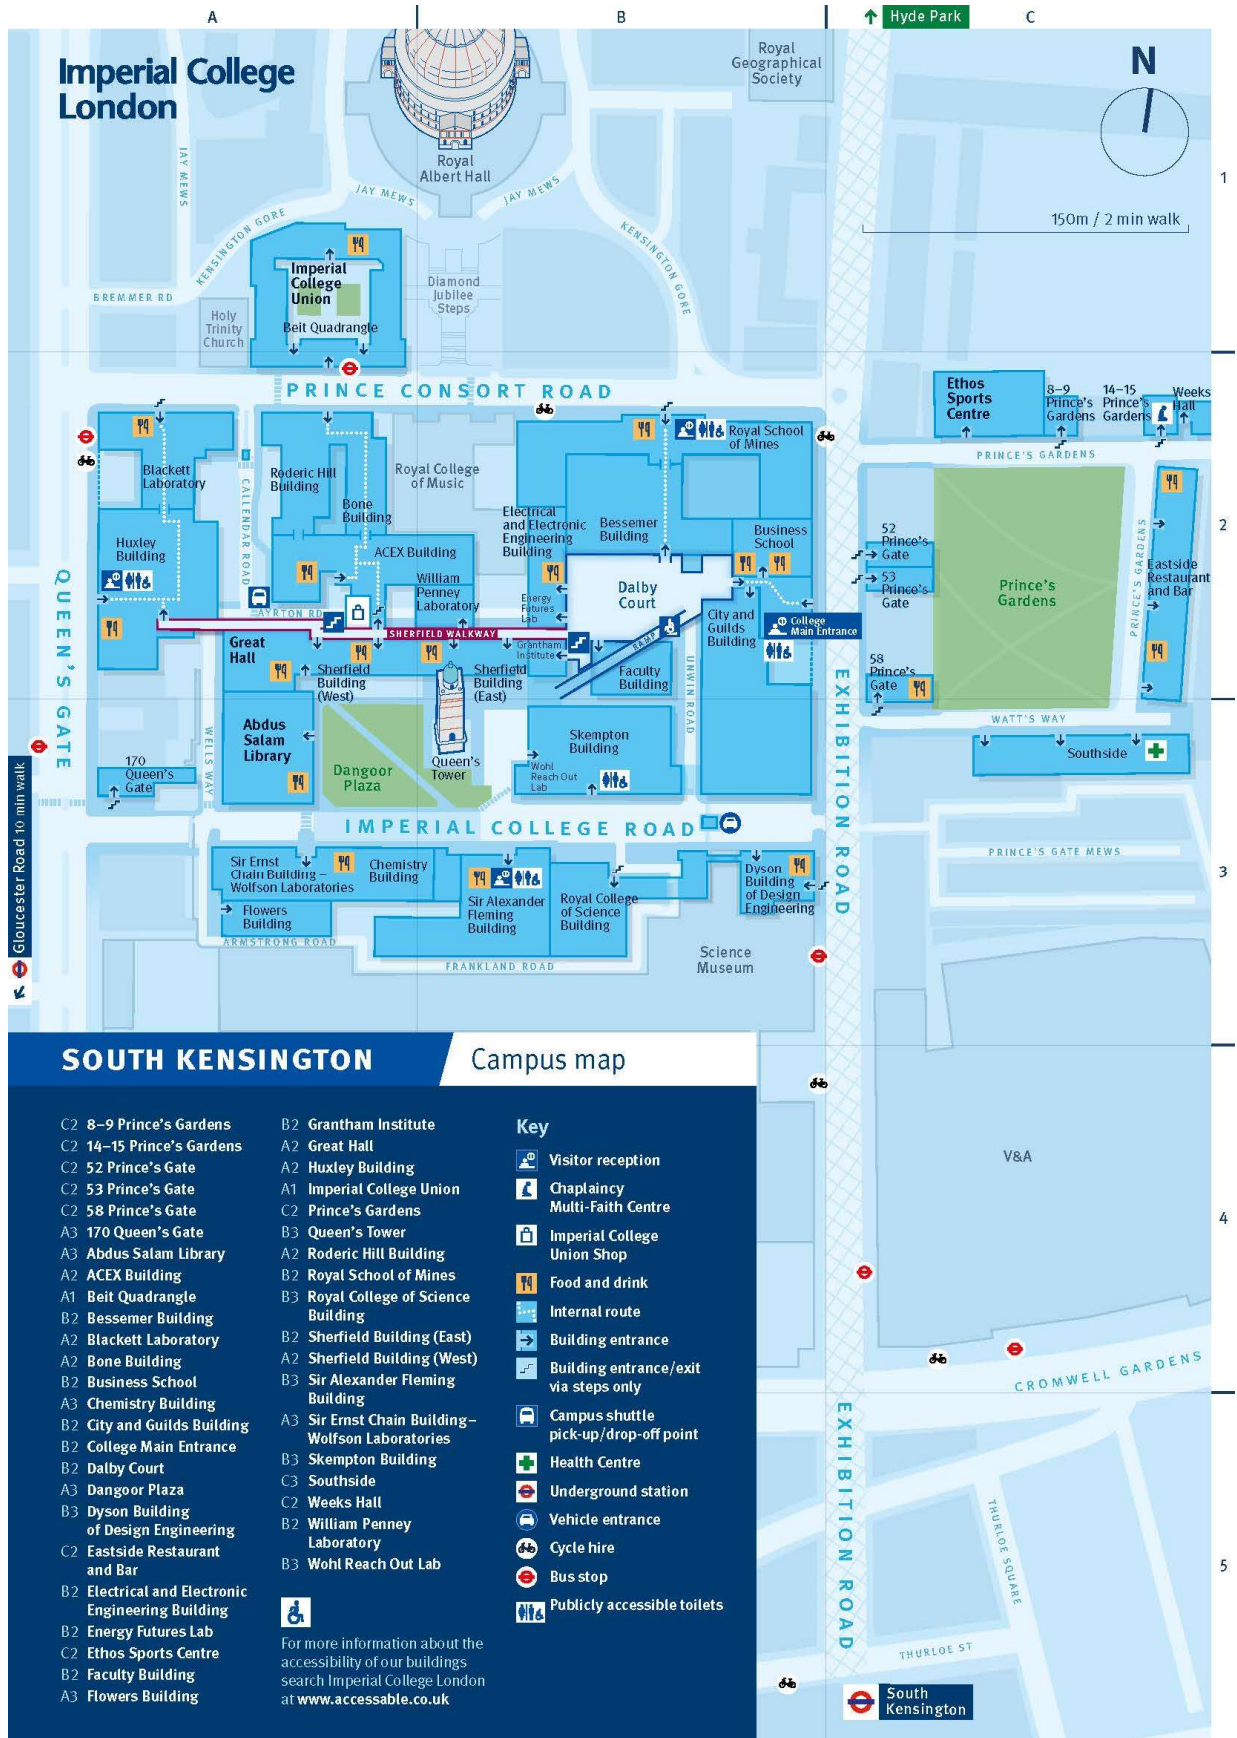 A
B
↑ Hyde Park
C
Imperial College
London
Royal
Geographical
Society
N
JAY MEWS
Royal
Albert Hall
JAY MEWS
JAY MEWS
1
150m / 2 min walk
KENSINGTON GORE
KENSINGTON GORE
Imperial
College
Union
Diamond
Jubilee
Steps
BREMMER RD
Holy
Trinity
Church
Beit Quadrangle
PRINCE CONSORT ROAD
Ethos
Sports
Centre
8–9
Prince's
Gardens
14–15
Prince's
Gardens
Weeks
Hall
Royal School
of Mines
PRINCE'S GARDENS
Blackett
Laboratory
CALLENDAR ROAD
Roderic Hill
Building
Bone
Building
Royal College
of Music
Electrical
and Electronic
Engineering
Building
Bessemer
Building
Business
School
2
52
Prince's
Gate
53
Prince's
Gate
Prince's
Gardens
PRINCE'S GARDENS
Eastside
Restaurant
and Bar
Huxley
Building
ACEX Building
William
Penney
Laboratory
Energy
Futures
Lab
Dalby
Court
City and
Guilds
Building
College
Main Entrance
QUEEN'S GATE
AYRTON RD
SHERFIELD WALKWAY
Great
Hall
Grantham
Institute
RAMP
Sherfield
Building
(West)
Sherfield
Building
(East)
Faculty
Building
UNWIN ROAD
EXHIBITION ROAD
58
Prince's
Gate
WATT'S WAY
Abdus
Salam
Library
WELLS WAY
Skempton
Building
Southside
170
Queen's
Gate
Dangoor
Plaza
Queen's
Tower
Wohl
Reach Out
Lab
Gloucester Road 10 min walk
IMPERIAL COLLEGE ROAD
PRINCE'S GATE MEWS
3
Sir Ernst
Chain Building –
Wolfson Laboratories
Chemistry
Building
Sir Alexander
Fleming
Building
Royal College
of Science
Building
Dyson
Building
of Design
Engineering
Flowers
Building
ARMSTRONG ROAD
FRANKLAND ROAD
Science
Museum
SOUTH KENSINGTON
Campus map
V&A
4
CROMWELL GARDENS
EXHIBITION ROAD
THURLOE SQUARE
5
THURLOE ST
South
Kensington
C2 8–9 Prince's Gardens
C2 14–15 Prince's Gardens
C2 52 Prince's Gate
C2 53 Prince's Gate
C2 58 Prince's Gate
A3 170 Queen's Gate
A3 Abdus Salam Library
A2 ACEX Building
A1 Beit Quadrangle
B2 Bessemer Building
A2 Blackett Laboratory
A2 Bone Building
B2 Business School
A3 Chemistry Building
B2 City and Guilds Building
B2 College Main Entrance
B2 Dalby Court
A3 Dangoor Plaza
B3 Dyson Building
of Design Engineering
C2 Eastside Restaurant
and Bar
B2 Electrical and Electronic
Engineering Building
B2 Energy Futures Lab
C2 Ethos Sports Centre
B2 Faculty Building
A3 Flowers Building
B2 Grantham Institute
A2 Great Hall
A2 Huxley Building
A1 Imperial College Union
C2 Prince's Gardens
B3 Queen's Tower
A2 Roderic Hill Building
B2 Royal School of Mines
B3 Royal College of Science
Building
B2 Sherfield Building (East)
A2 Sherfield Building (West)
B3 Sir Alexander Fleming
Building
A3 Sir Ernst Chain Building–
Wolfson Laboratories
B3 Skempton Building
C3 Southside
C2 Weeks Hall
B2 William Penney
Laboratory
B3 Wohl Reach Out Lab
For more information about the
accessibility of our buildings
search Imperial College London
at www.accessable.co.uk
Key
Visitor reception
Chaplaincy
Multi-Faith Centre
Imperial College
Union Shop
Food and drink
Internal route
Building entrance
Building entrance/exit
via steps only
Campus shuttle
pick-up/drop-off point
Health Centre
Underground station
Vehicle entrance
Cycle hire
Bus stop
Publicly accessible toilets